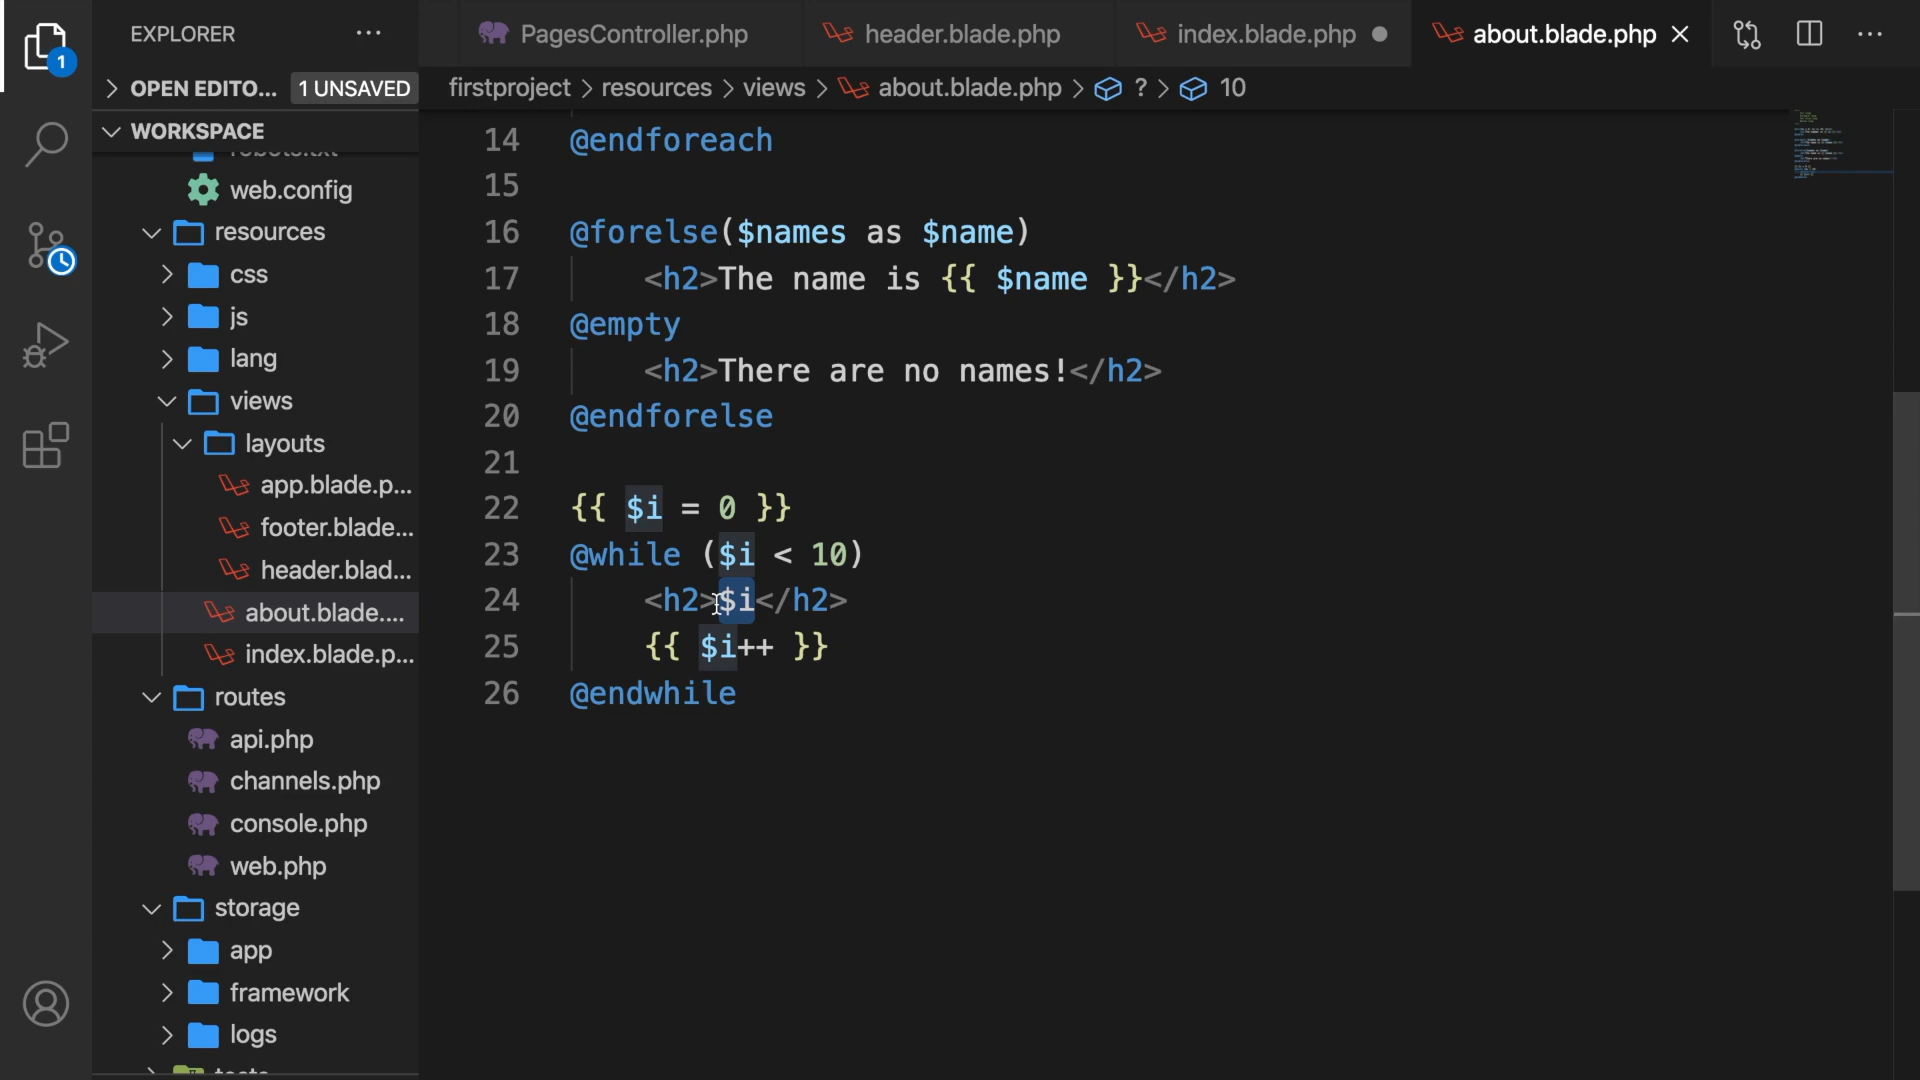 EXPLORER
PagesController.php
header.blade.php
index.blade.php
about.blade.php
1
OPEN EDITO...
1 UNSAVED
firstproject > resources > views > about.blade.php > ? > 10
WORKSPACE
robots.txt
web.config
resources
css
js
lang
views
layouts
app.blade.p...
footer.blade...
header.blad...
about.blade....
index.blade.p...
routes
api.php
channels.php
console.php
web.php
storage
app
framework
logs
tests
14 @endforeach
15
16 @forelse($names as $name)
17 <h2>The name is {{ $name }}</h2>
18 @empty
19 <h2>There are no names!</h2>
20 @endforelse
21
22 {{ $i = 0 }}
23 @while ($i < 10)
24 <h2>$i</h2>
25 {{ $i++ }}
26 @endwhile